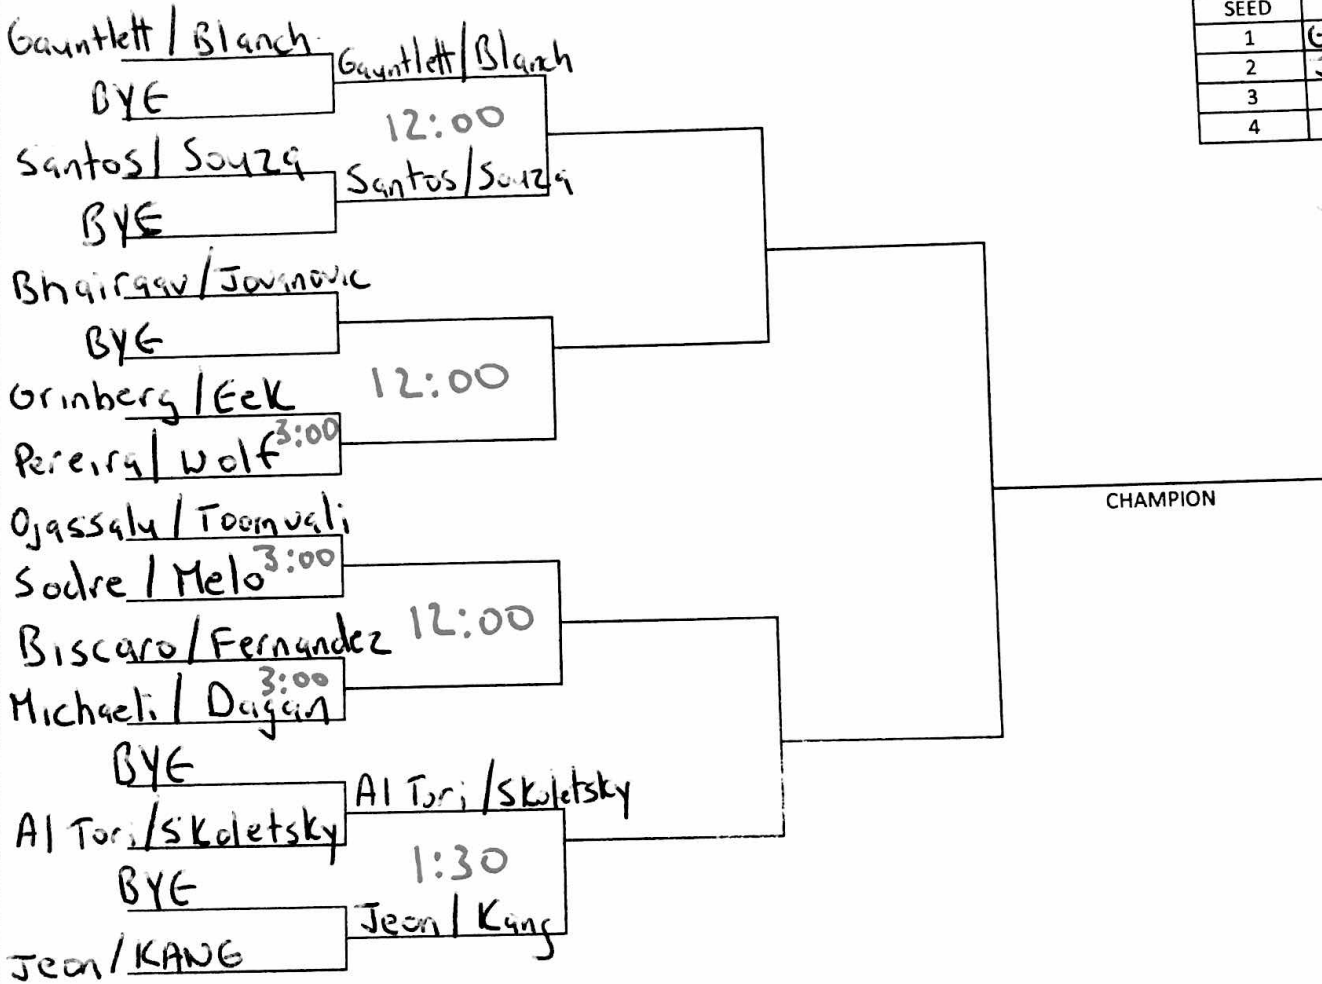 SEED
1
2
3
4
Gauntlett / Blanch
BYE
Gauntlett/Blanch
12:00
Santos / Souza
BYE
Santos/Souza
Bhairaav / Jovanovic
BYE
12:00
Grinberg / Eek
Pereira / Wolf 3:00
Ojassalu / Toomvali
Sodre / Melo 3:00
12:00
Biscaro / Fernandez
Michaeli / Dagan 3:00
BYE
Al Tori / Skoletsky
Al Tori / Skoletsky
1:30
BYE
Jeon / KANG
Jeon / Kang
CHAMPION